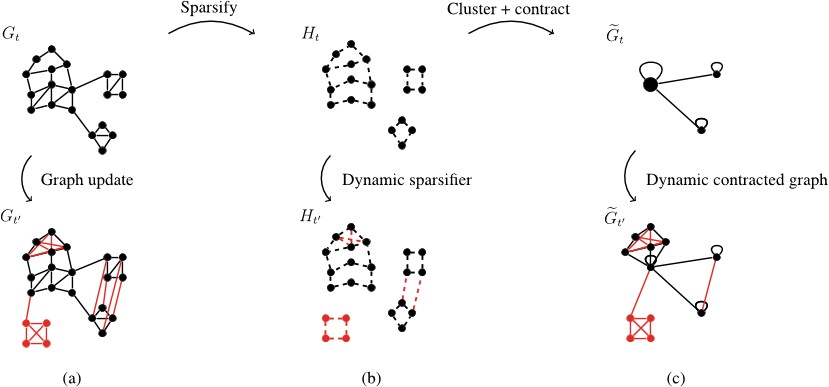 Sparsify
Cluster + contract
G_t
H_t
G̃_t
Graph update
Dynamic sparsifier
Dynamic contracted graph
G_{t'}
H_{t'}
G̃_{t'}
(a)
(b)
(c)